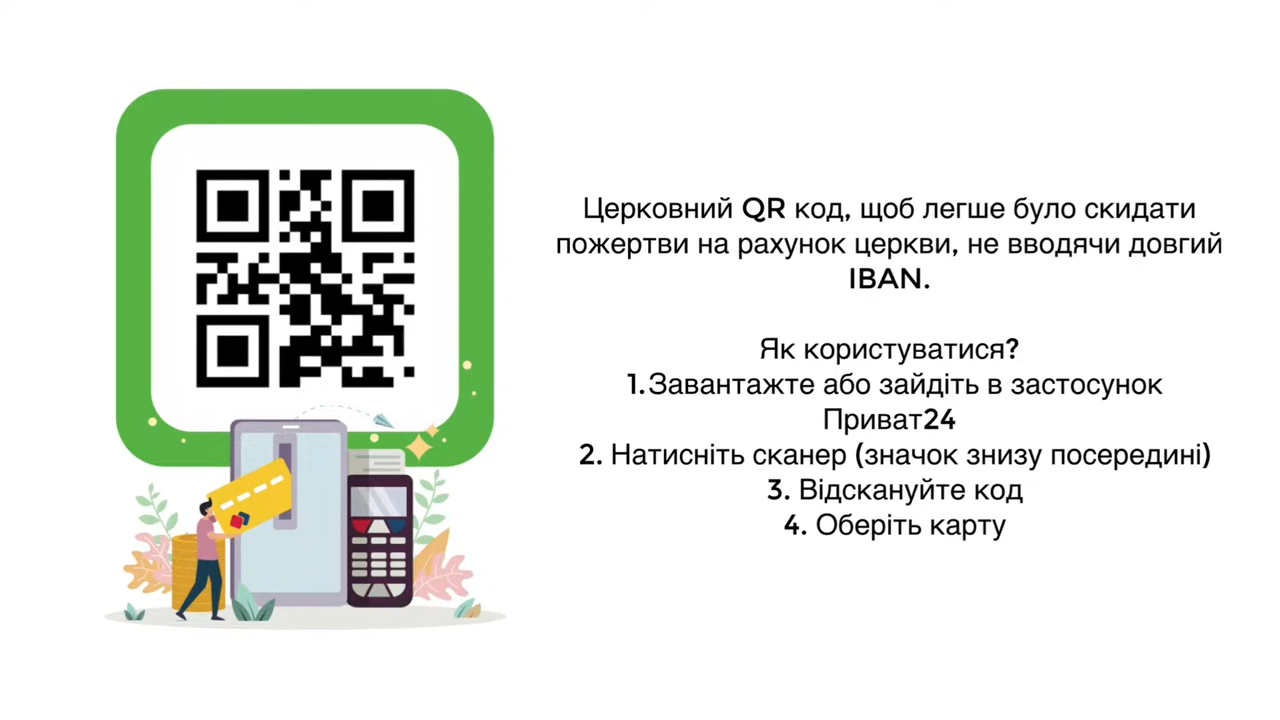 Церковний QR код, щоб легше було скидати
пожертви на рахунок церкви, не вводячи довгий
IBAN.
Як користуватися?
1.Завантажте або зайдіть в застосунок
Приват24
2. Натисніть сканер (значок знизу посередині)
3. Відскануйте код
4. Оберіть карту